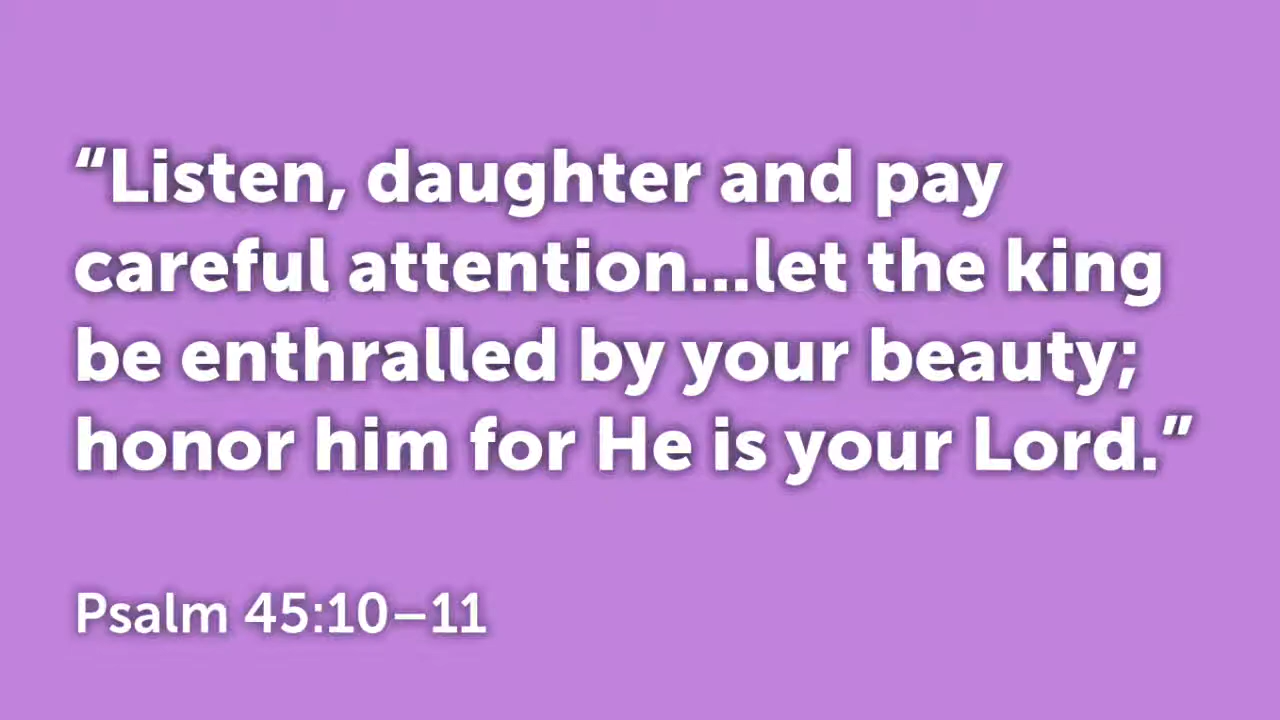 “Listen, daughter and pay
careful attention...let the king
be enthralled by your beauty;
honor him for He is your Lord.”
Psalm 45:10–11